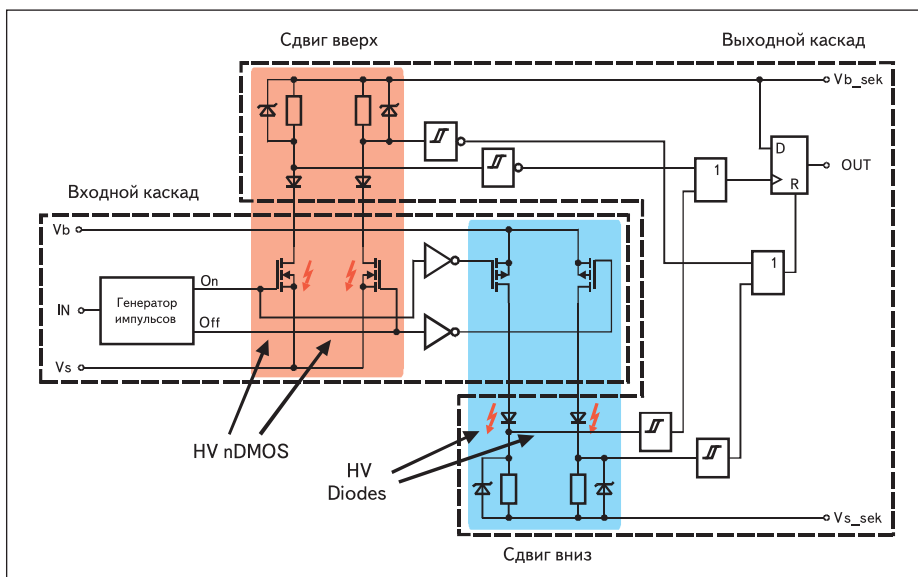 Сдвиг вверх
Выходной каскад
Vb_sek
D
1
OUT
R
Входной каскад
Vb
1
On
IN
Генератор
импульсов
Off
Vs
HV nDMOS
HV
Diodes
Vs_sek
Сдвиг вниз